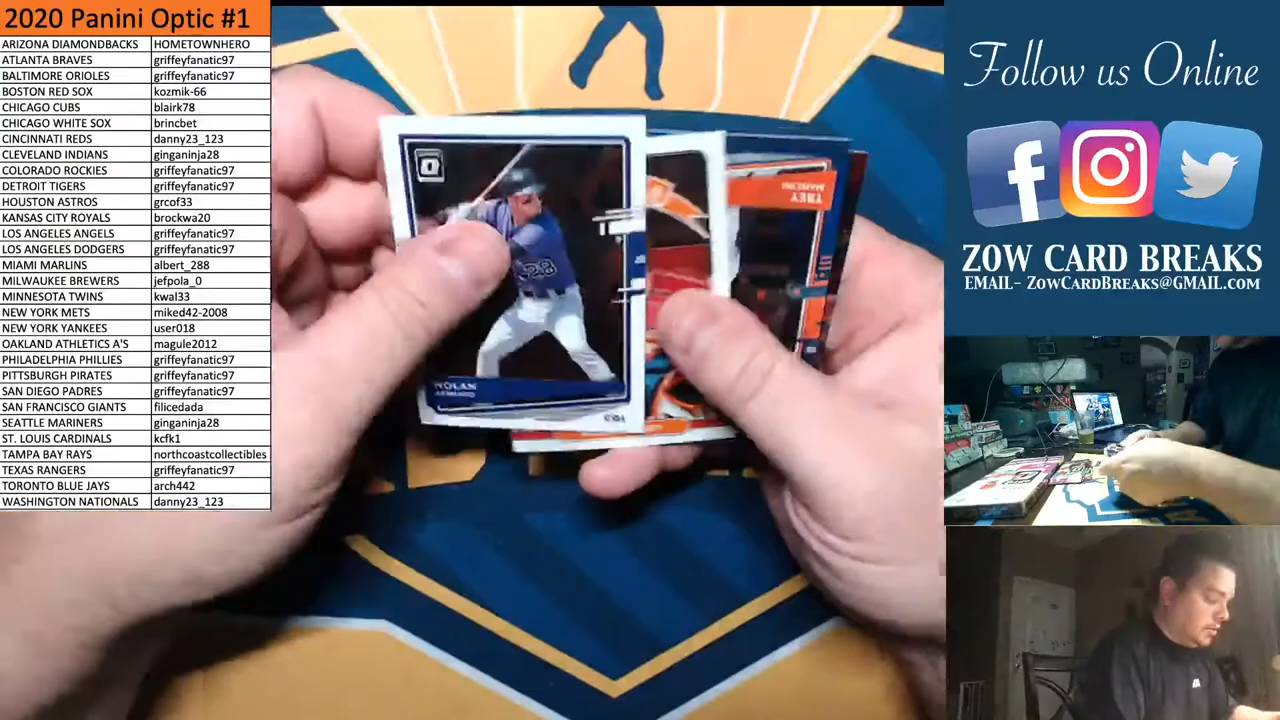 2020 Panini Optic #1
ARIZONA DIAMONDBACKS HOMETOWNHERO
ATLANTA BRAVES griffeyfanatic97
BALTIMORE ORIOLES griffeyfanatic97
BOSTON RED SOX kozmik-66
CHICAGO CUBS blairk78
CHICAGO WHITE SOX brincbet
CINCINNATI REDS danny23_123
CLEVELAND INDIANS ginganinja28
COLORADO ROCKIES griffeyfanatic97
DETROIT TIGERS griffeyfanatic97
HOUSTON ASTROS grcof33
KANSAS CITY ROYALS brockwa20
LOS ANGELES ANGELS griffeyfanatic97
LOS ANGELES DODGERS griffeyfanatic97
MIAMI MARLINS albert_288
MILWAUKEE BREWERS jefpola_0
MINNESOTA TWINS kwal33
NEW YORK METS miked42-2008
NEW YORK YANKEES user018
OAKLAND ATHLETICS A'S magule2012
PHILADELPHIA PHILLIES griffeyfanatic97
PITTSBURGH PIRATES griffeyfanatic97
SAN DIEGO PADRES griffeyfanatic97
SAN FRANCISCO GIANTS filicedada
SEATTLE MARINERS ginganinja28
ST. LOUIS CARDINALS kcfk1
TAMPA BAY RAYS northcoastcollectibles
TEXAS RANGERS griffeyfanatic97
TORONTO BLUE JAYS arch442
WASHINGTON NATIONALS danny23_123
TREY
MANCINI
28
NOLAN
ARENADO
Follow us Online
ZOW CARD BREAKS
EMAIL- ZOWCARDBREAKS@GMAIL.COM